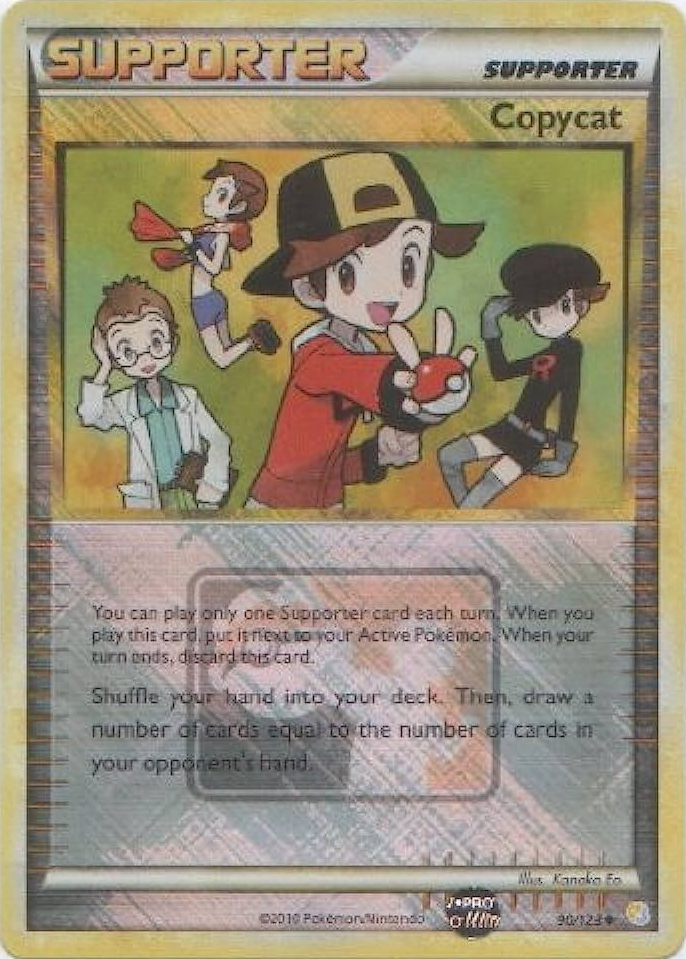 SUPPORTER
SUPPORTER
Copycat
R
You can play only one Supporter card each turn. When you
play this card, put it next to your Active Pokémon. When your
turn ends, discard this card.
Shuffle your hand into your deck. Then, draw a
number of cards equal to the number of cards in
your opponent's hand.
Illus. Kanako Eo
©2010 Pokémon/Nintendo
90/123